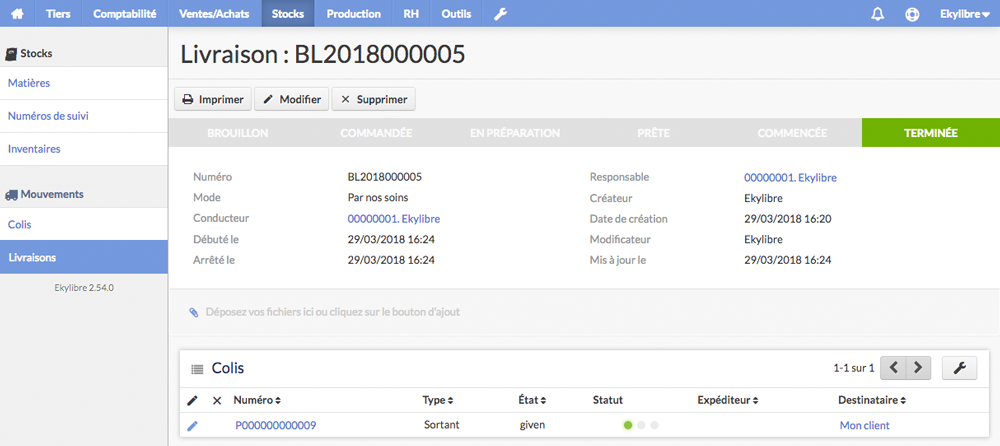 Tiers Comptabilité Ventes/Achats Stocks Production RH Outils Ekylibre
Stocks
Matières
Numéros de suivi
Inventaires
Mouvements
Colis
Livraisons
Ekylibre 2.54.0
Livraison : BL2018000005
Imprimer Modifier Supprimer
BROUILLON COMMANDÉE EN PRÉPARATION PRÊTE COMMENCÉE TERMINÉE
Numéro BL2018000005 Responsable 00000001. Ekylibre
Mode Par nos soins Créateur Ekylibre
Conducteur 00000001. Ekylibre Date de création 29/03/2018 16:20
Débuté le 29/03/2018 16:24 Modificateur Ekylibre
Arrêté le 29/03/2018 16:24 Mis à jour le 29/03/2018 16:24
Déposez vos fichiers ici ou cliquez sur le bouton d'ajout
Colis 1-1 sur 1
Numéro Type État Statut Expéditeur Destinataire
P000000000009 Sortant given Mon client